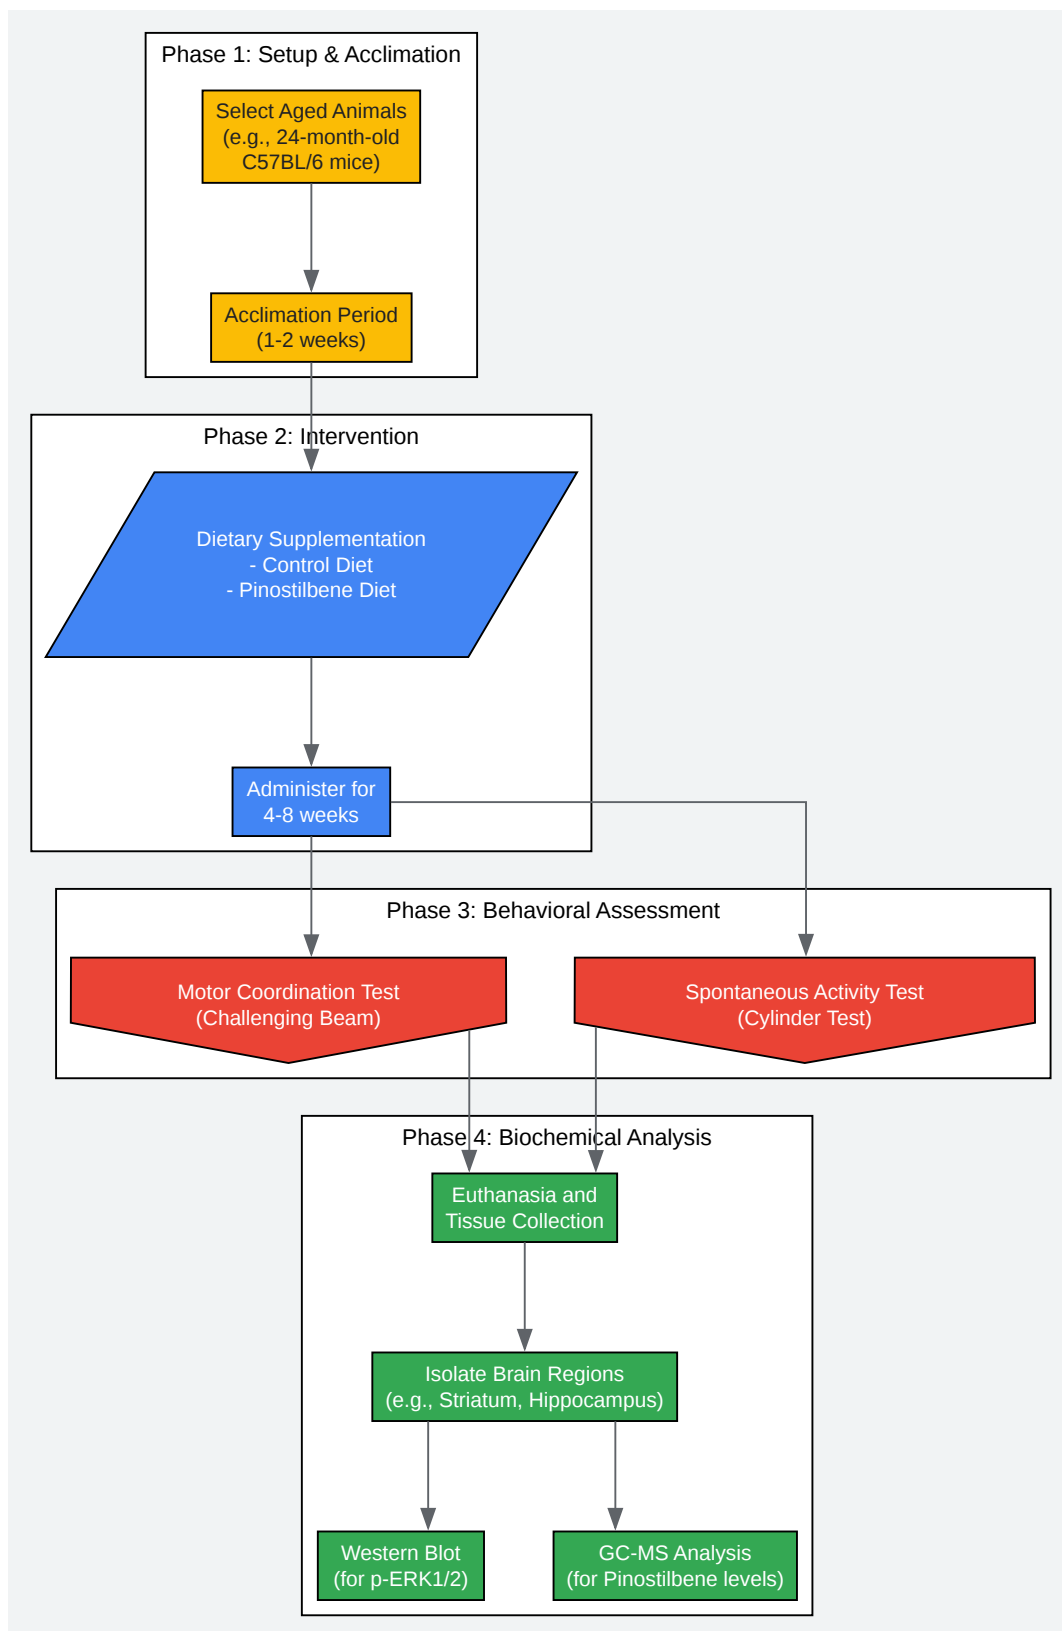 Phase 1: Setup & Acclimation
Select Aged Animals
(e.g., 24-month-old
C57BL/6 mice)
Acclimation Period
(1-2 weeks)
Phase 2: Intervention
Dietary Supplementation
- Control Diet
- Pinostilbene Diet
Administer for
4-8 weeks
Phase 3: Behavioral Assessment
Motor Coordination Test
(Challenging Beam)
Spontaneous Activity Test
(Cylinder Test)
Phase 4: Biochemical Analysis
Euthanasia and
Tissue Collection
Isolate Brain Regions
(e.g., Striatum, Hippocampus)
Western Blot
(for p-ERK1/2)
GC-MS Analysis
(for Pinostilbene levels)